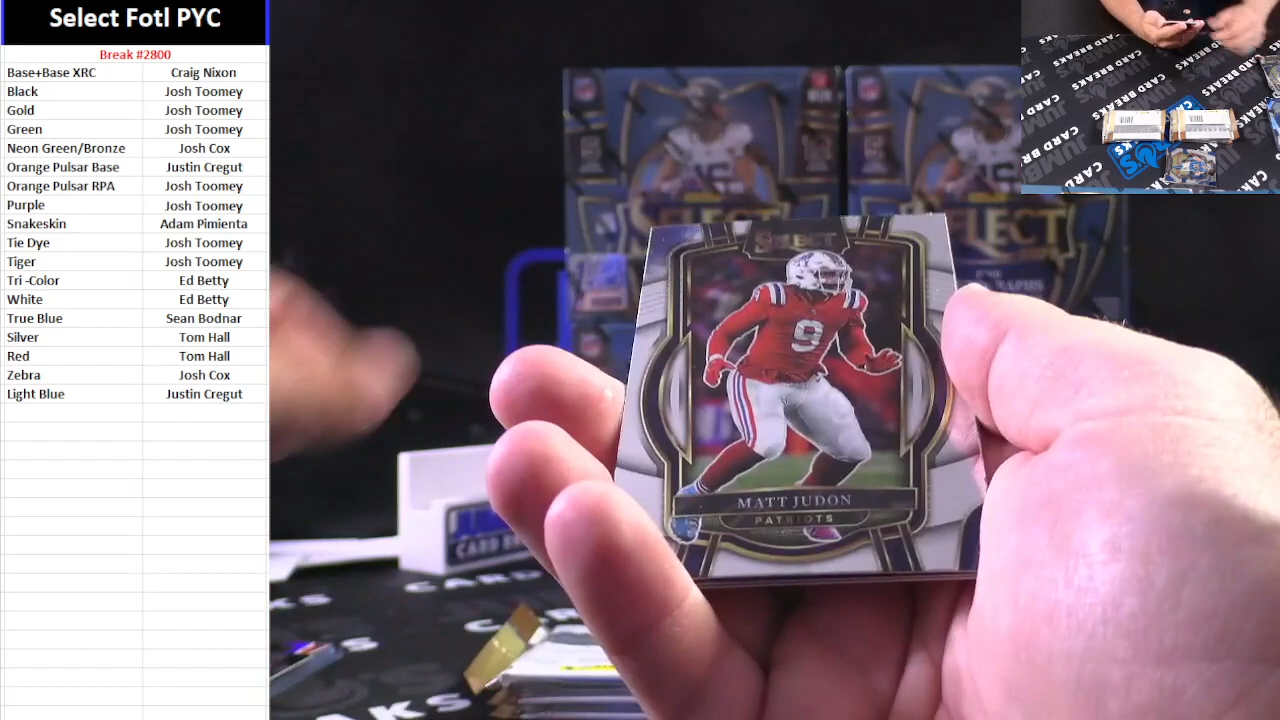 Select Fotl PYC
Break #2800
Base+Base XRC Craig Nixon
Black Josh Toomey
Gold Josh Toomey
Green Josh Toomey
Neon Green/Bronze Josh Cox
Orange Pulsar Base Justin Cregut
Orange Pulsar RPA Josh Toomey
Purple Josh Toomey
Snakeskin Adam Pimienta
Tie Dye Josh Toomey
Tiger Josh Toomey
Tri -Color Ed Betty
White Ed Betty
True Blue Sean Bodnar
Silver Tom Hall
Red Tom Hall
Zebra Josh Cox
Light Blue Justin Cregut
SELECT
9
MATT JUDON
PATRIOTS
SELECT
SELECT
CARD BREAKS
CARD BREAKS
JUMBO
CARD